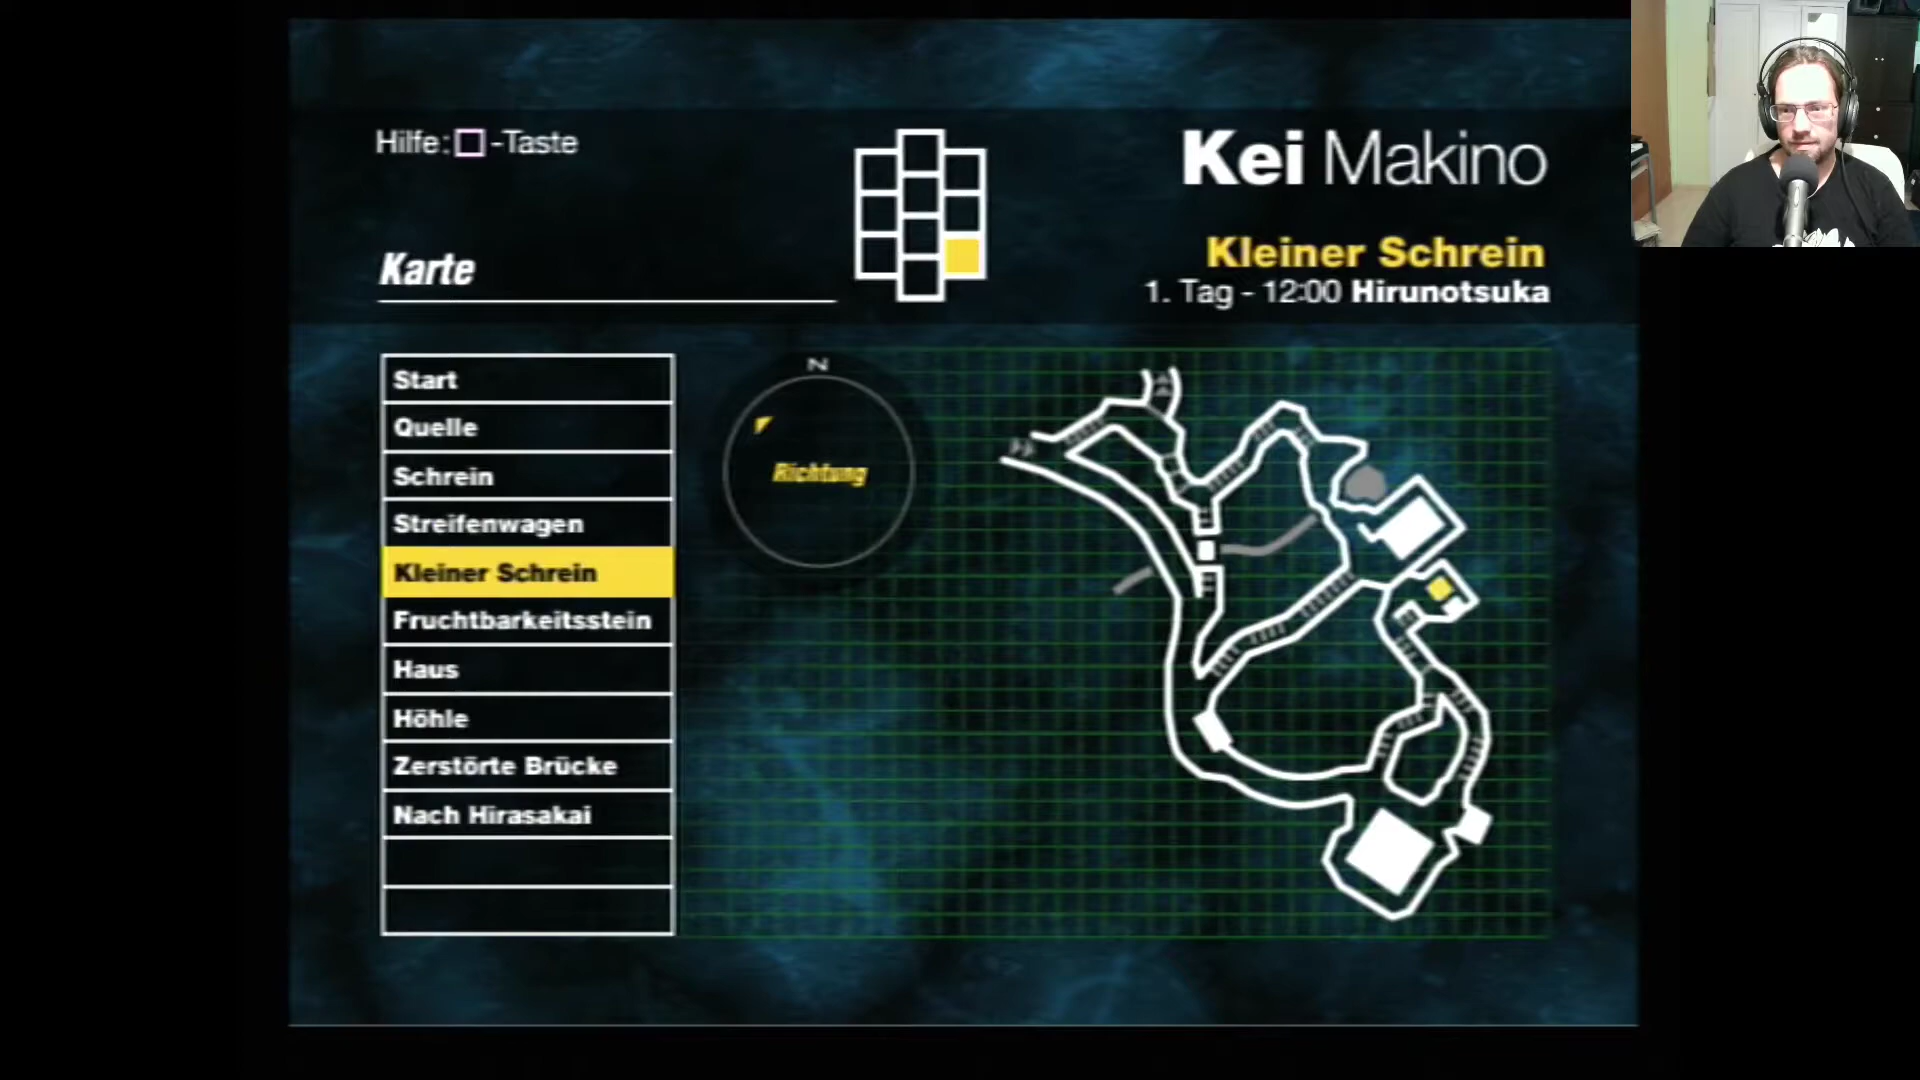 Hilfe: -Taste
Kei Makino
Kleiner Schrein
1. Tag - 12:00 Hirunotsuka
Karte
Start
Quelle
Schrein
Streifenwagen
Kleiner Schrein
Fruchtbarkeitsstein
Haus
Höhle
Zerstörte Brücke
Nach Hirasakai
N
Richtung